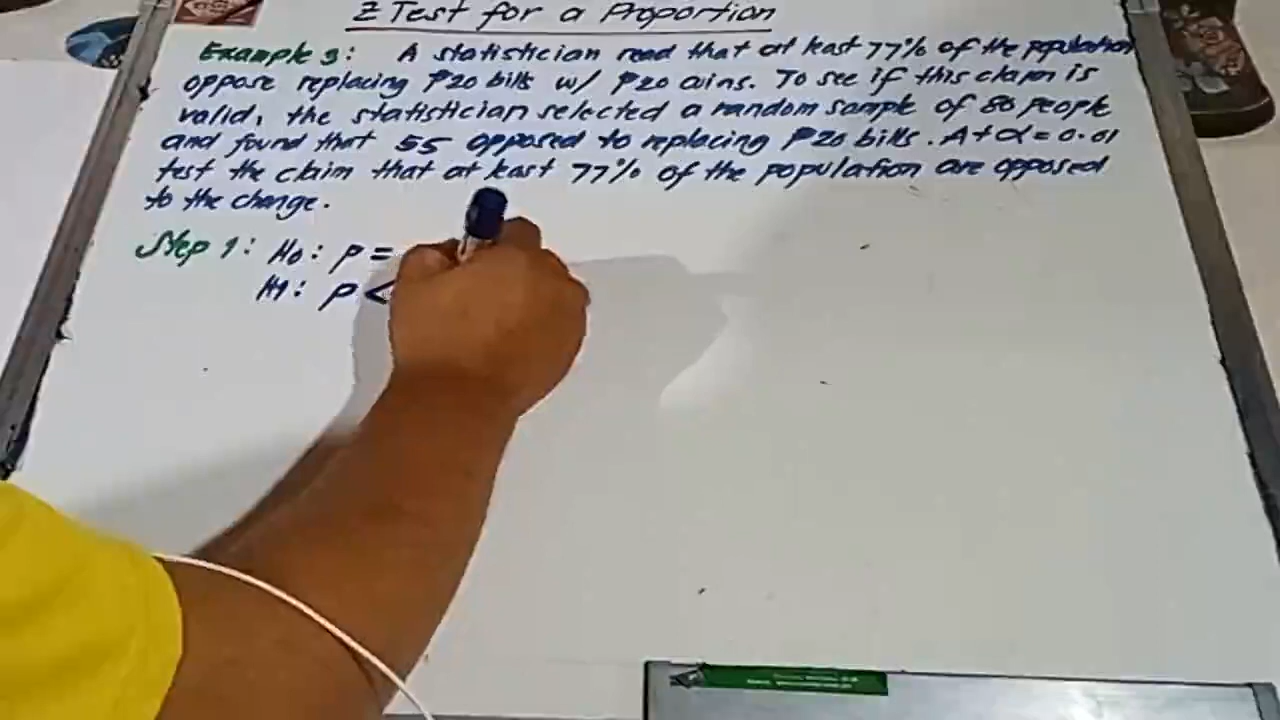 Z Test for a Proportion
Example 3: A statistician read that at least 77% of the population
oppose replacing ₱20 bills w/ ₱20 coins. To see if this claim is
valid, the statistician selected a random sample of 80 people
and found that 55 opposed to replacing ₱20 bills. At α = 0.01
test the claim that at least 77% of the population are opposed
to the change.
Step 1: H0: p =
H1: p <